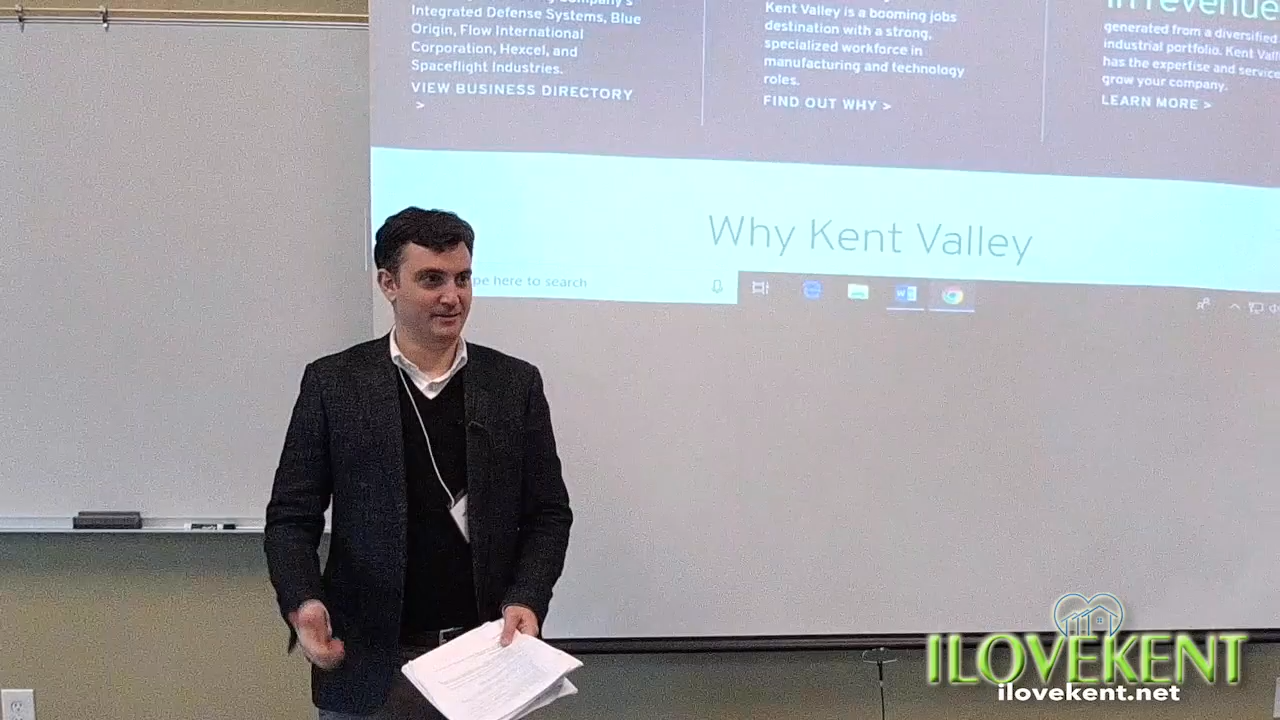 Integrated Defense Systems, Blue
Origin, Flow International
Corporation, Hexcel, and
Spaceflight Industries.
VIEW BUSINESS DIRECTORY
>
Kent Valley is a booming jobs
destination with a strong,
specialized workforce in
manufacturing and technology
roles.
FIND OUT WHY >
in revenue
generated from a diversified
industrial portfolio. Kent Vall
has the expertise and service
grow your company.
LEARN MORE >
Why Kent Valley
pe here to search
ILOVEKENT
ilovekent.net